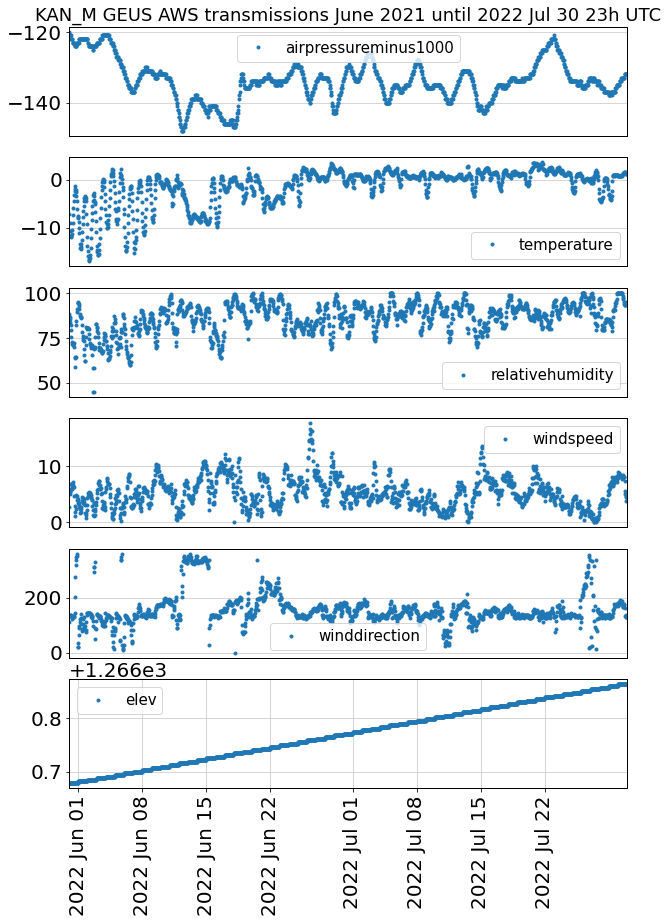 KAN_M GEUS AWS transmissions June 2021 until 2022 Jul 30 23h UTC
−120
−140
airpressureminus1000
0
−10
temperature
100
75
50
relativehumidity
10
0
windspeed
200
0
winddirection
+1.266e3
0.8
0.7
elev
2022 Jun 01
2022 Jun 08
2022 Jun 15
2022 Jun 22
2022 Jul 01
2022 Jul 08
2022 Jul 15
2022 Jul 22